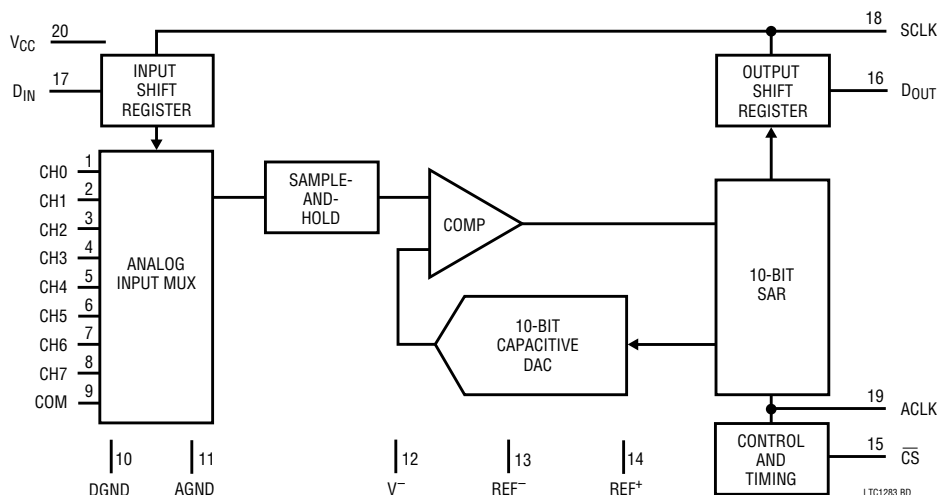 18
SCLK
20
VCC
17
DIN
INPUT
SHIFT
REGISTER
OUTPUT
SHIFT
REGISTER
16
DOUT
CH0
1
CH1
2
CH2
3
CH3
4
CH4
5
CH5
6
CH6
7
CH7
8
COM
9
ANALOG
INPUT MUX
SAMPLE-
AND-
HOLD
COMP
10-BIT
CAPACITIVE
DAC
10-BIT
SAR
19
ACLK
CONTROL
AND
TIMING
15
C̅S̅
10
DGND
11
AGND
12
V–
13
REF–
14
REF+
LTC1283 BD